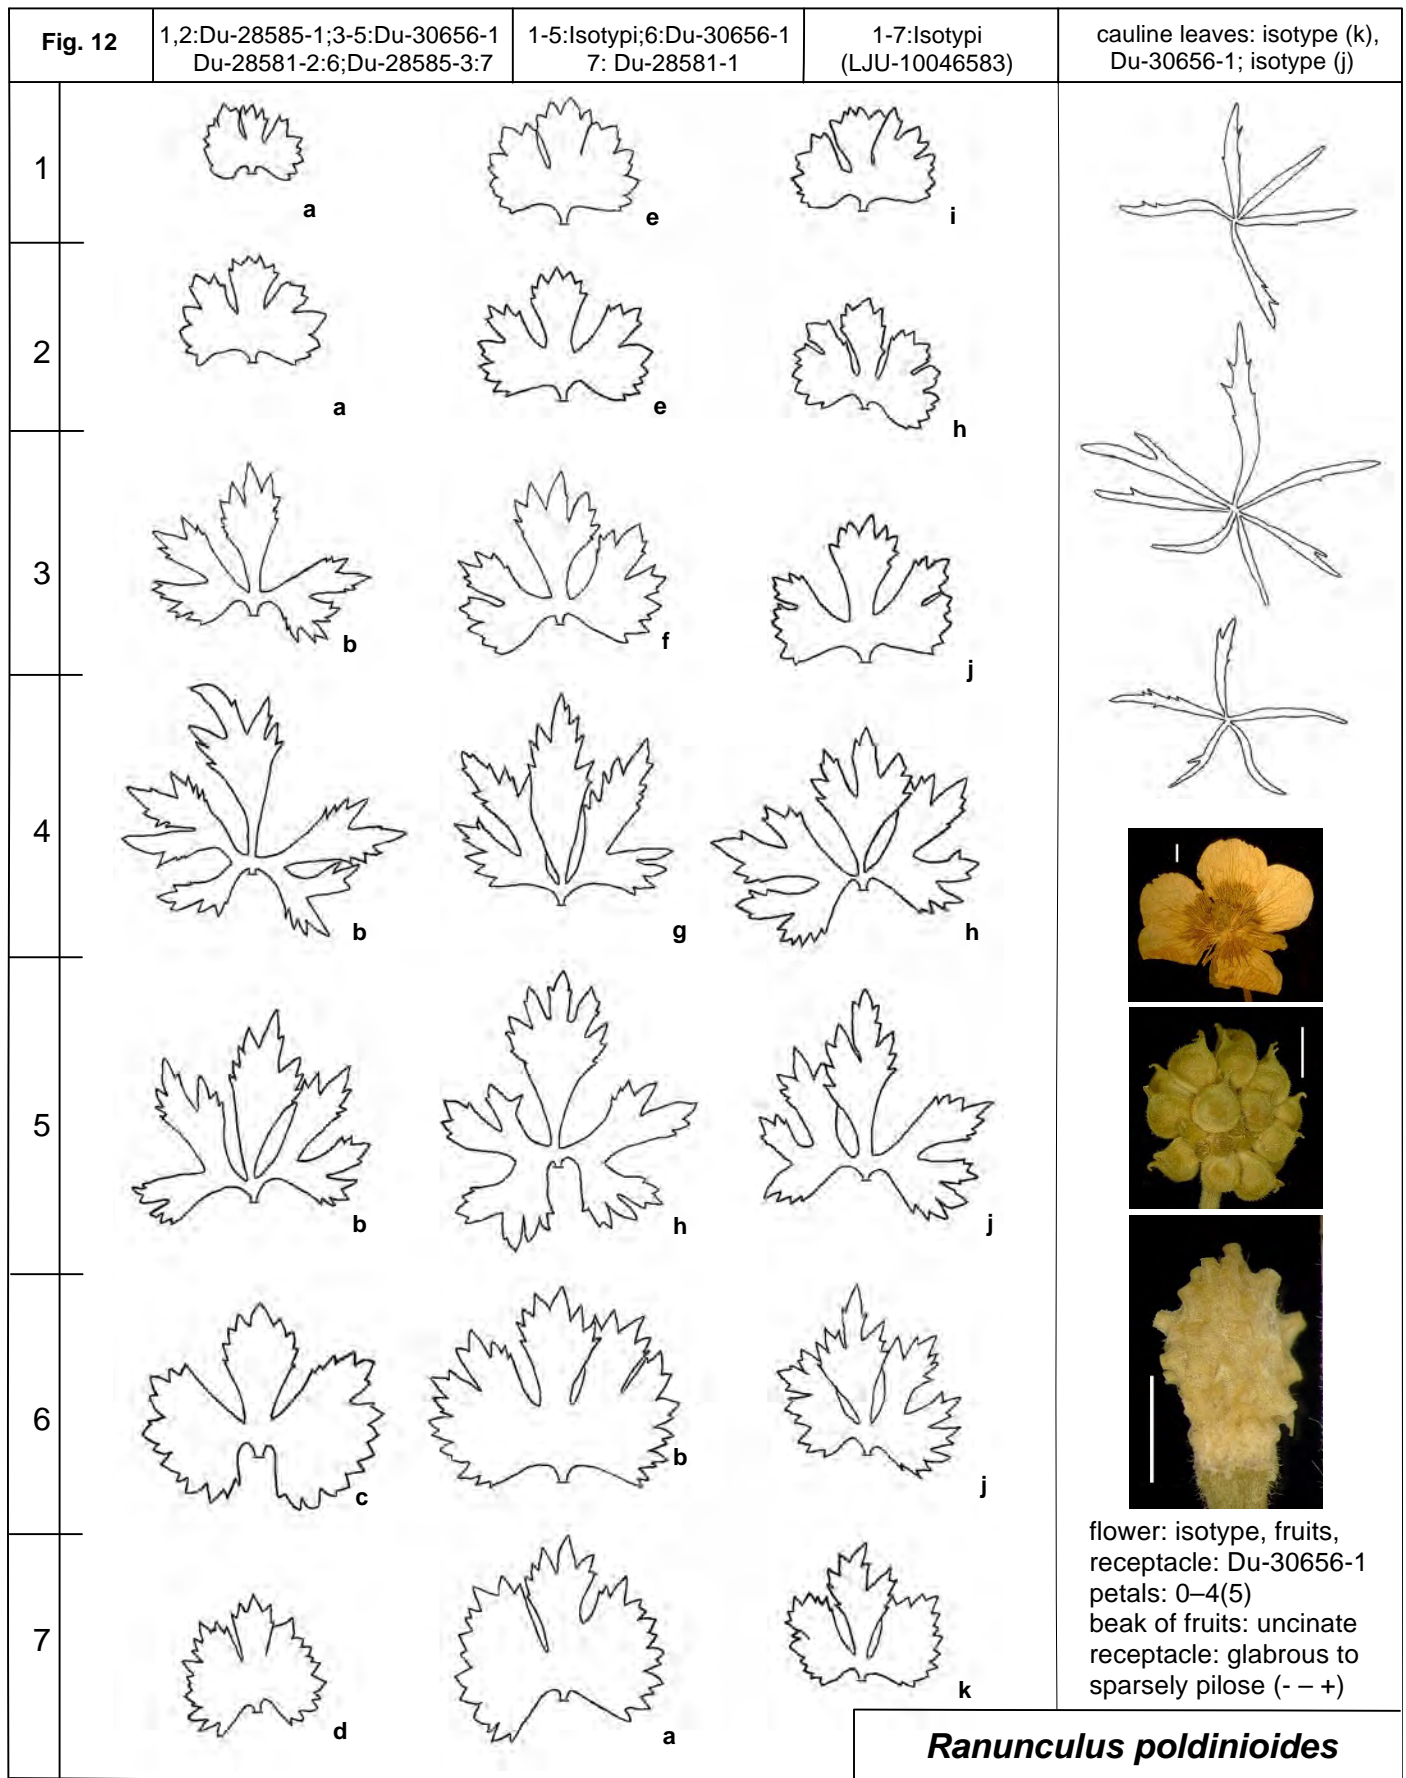 Fig. 12
1,2:Du-28585-1;3-5:Du-30656-1
Du-28581-2:6;Du-28585-3:7
1-5:Isotypi;6:Du-30656-1
7: Du-28581-1
1-7:Isotypi
(LJU-10046583)
cauline leaves: isotype (k),
Du-30656-1; isotype (j)
1
a
e
i
2
a
e
h
3
b
f
j
4
b
g
h
5
b
h
j
6
c
b
j
7
d
a
k
flower: isotype, fruits,
receptacle: Du-30656-1
petals: 0–4(5)
beak of fruits: uncinate
receptacle: glabrous to
sparsely pilose (- – +)
Ranunculus poldinioides